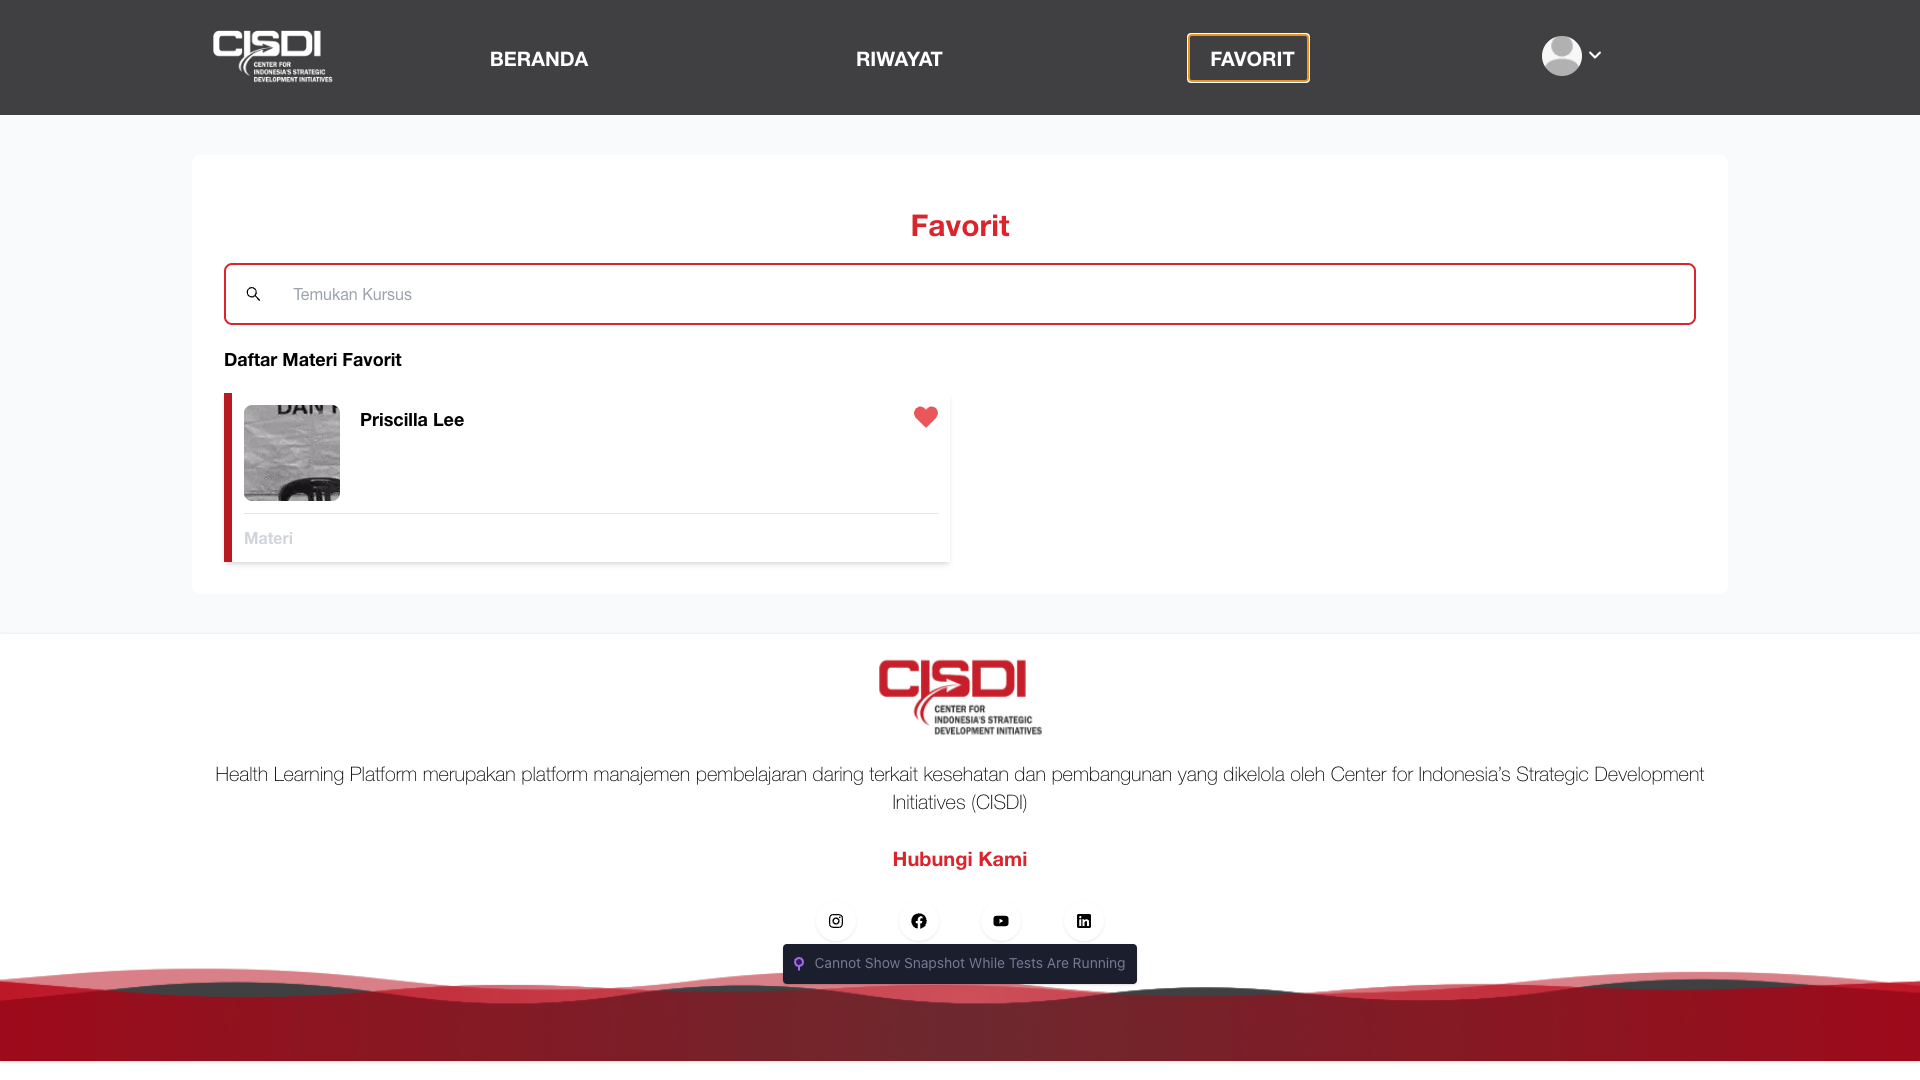 CISDI
CENTER FOR
INDONESIA'S STRATEGIC
DEVELOPMENT INITIATIVES
BERANDA
RIWAYAT
FAVORIT
Favorit
Temukan Kursus
Daftar Materi Favorit
Priscilla Lee
Materi
CISDI
CENTER FOR
INDONESIA'S STRATEGIC
DEVELOPMENT INITIATIVES
Health Learning Platform merupakan platform manajemen pembelajaran daring terkait kesehatan dan pembangunan yang dikelola oleh Center for Indonesia’s Strategic Development
Initiatives (CISDI)
Hubungi Kami
Cannot Show Snapshot While Tests Are Running